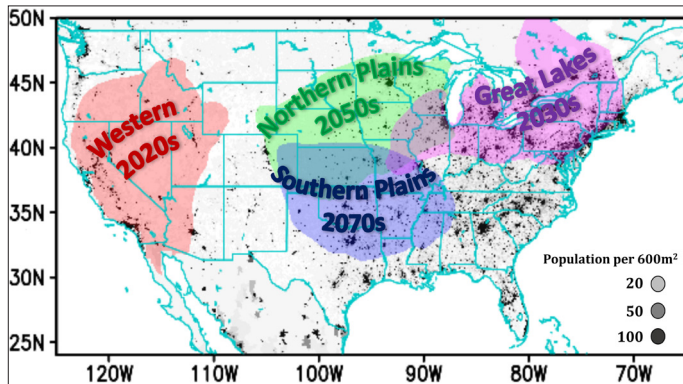 50N
45N
40N
35N
30N
25N
Western
2020s
Northern Plains
2050s
Great Lakes
2030s
Southern Plains
2070s
Population per 600m²
20
50
100
120W
110W
100W
90W
80W
70W